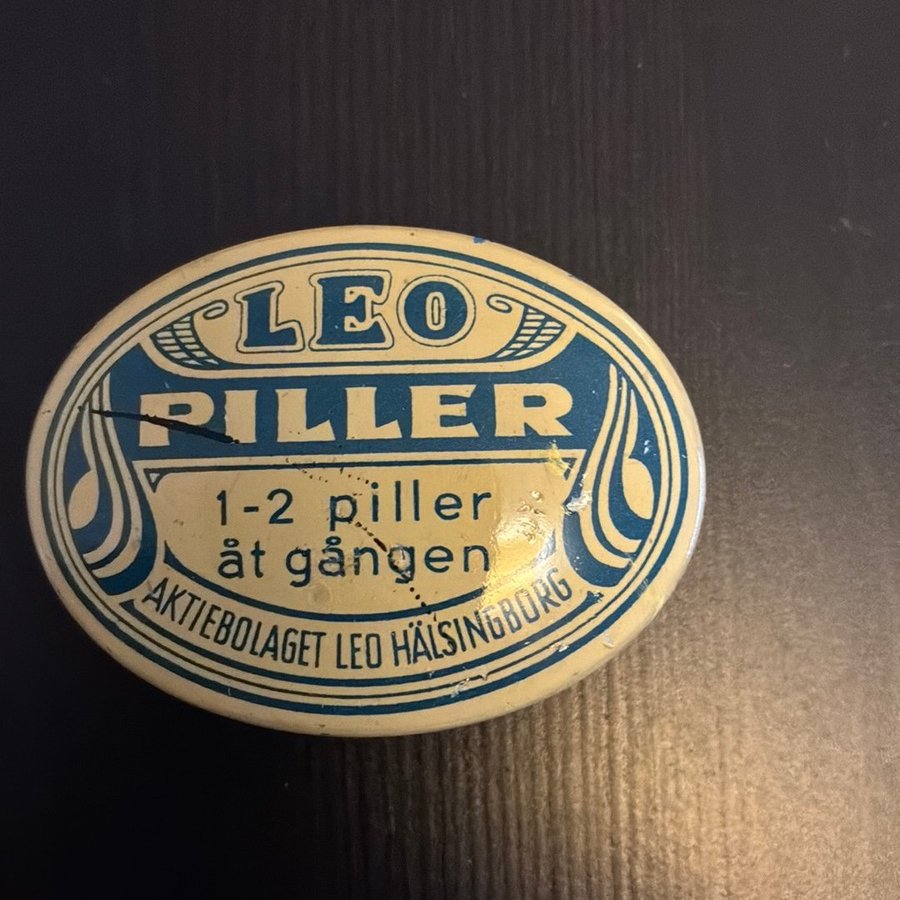 LEO
PILLER
1-2 piller
åt gången
AKTIEBOLAGET LEO HÄLSINGBORG